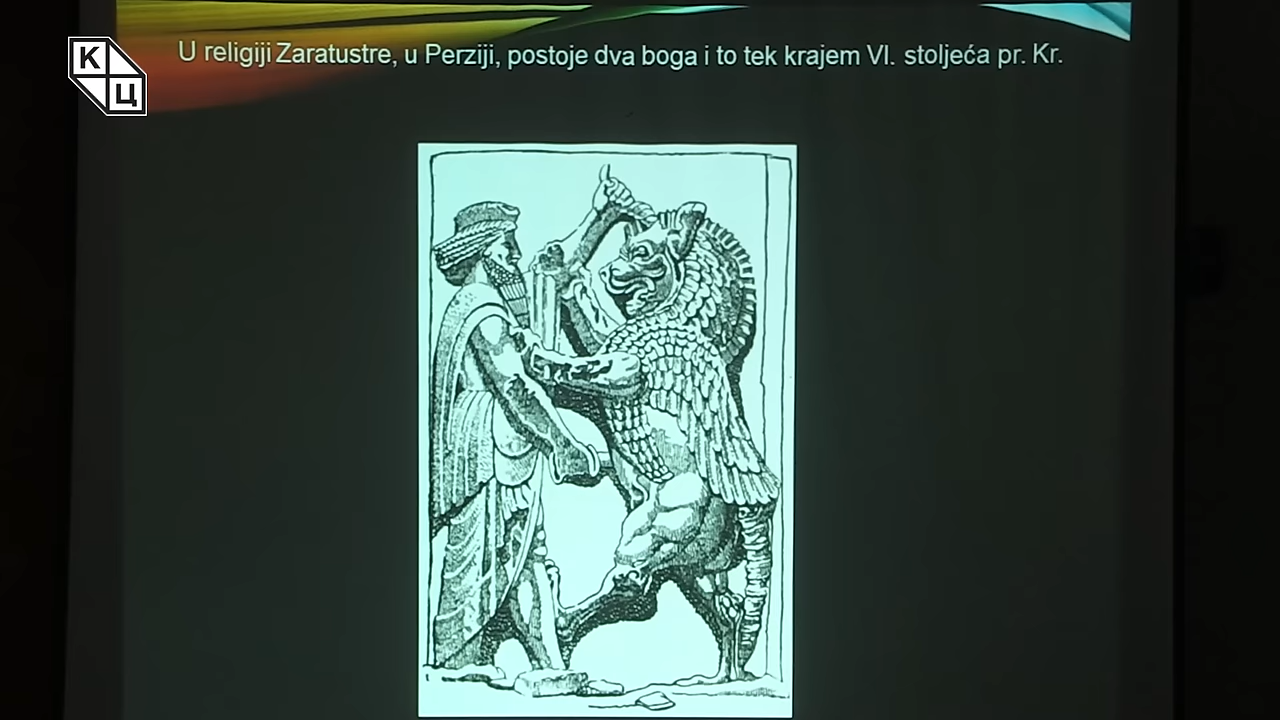 U religiji Zaratustre, u Perziji, postoje dva boga i to tek krajem VI. stoljeća pr. Kr.
К
Ц